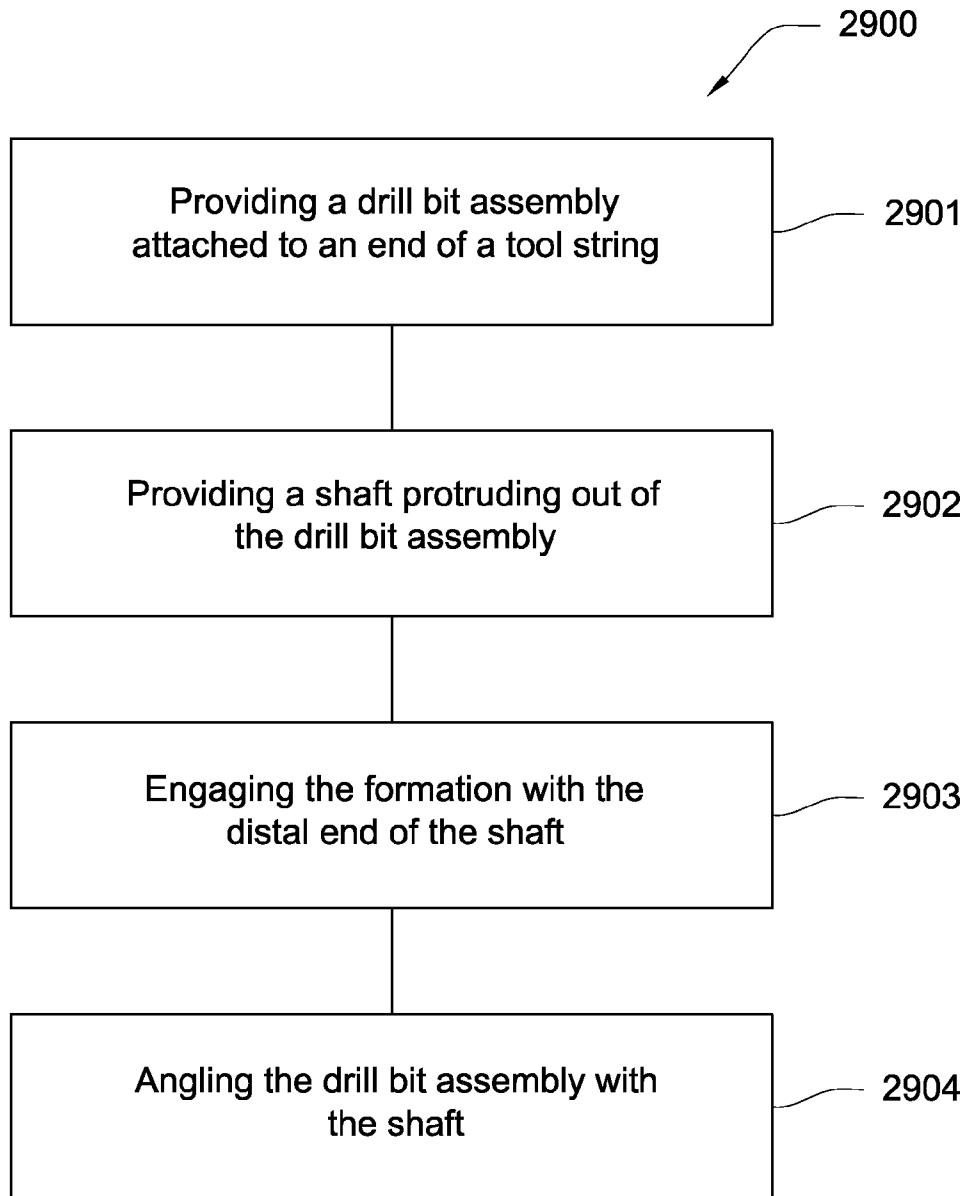 2900
Providing a drill bit assembly
attached to an end of a tool string
2901
Providing a shaft protruding out of
the drill bit assembly
2902
Engaging the formation with the
distal end of the shaft
2903
Angling the drill bit assembly with
the shaft
2904